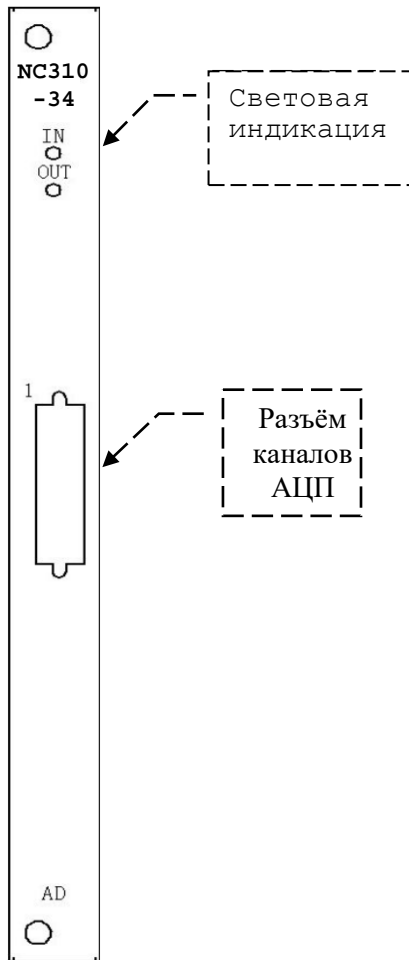 NC310
-34
IN
OUT
Световая
индикация
1
Разъём
каналов
АЦП
AD